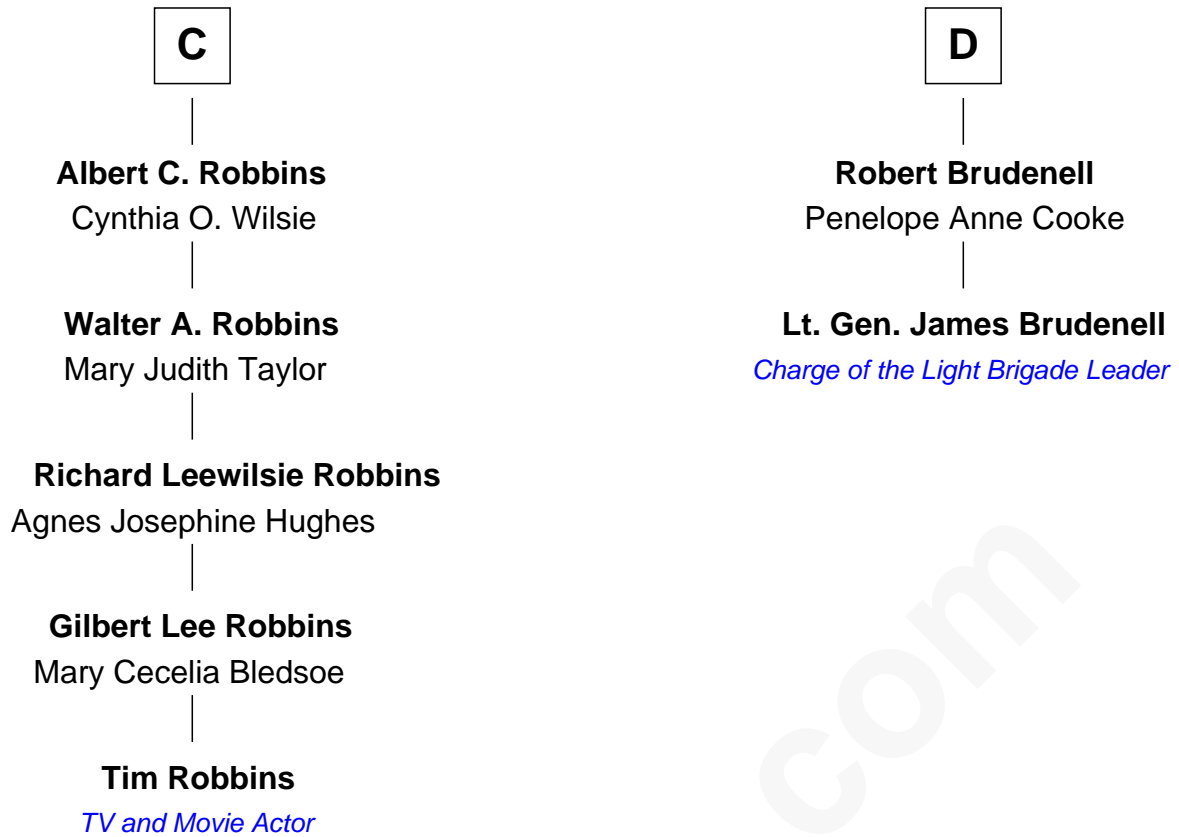 C
Albert C. Robbins
Cynthia O. Wilsie
Walter A. Robbins
Mary Judith Taylor
Richard Leewilsie Robbins
Agnes Josephine Hughes
Gilbert Lee Robbins
Mary Cecelia Bledsoe
Tim Robbins
TV and Movie Actor
D
Robert Brudenell
Penelope Anne Cooke
Lt. Gen. James Brudenell
Charge of the Light Brigade Leader
com